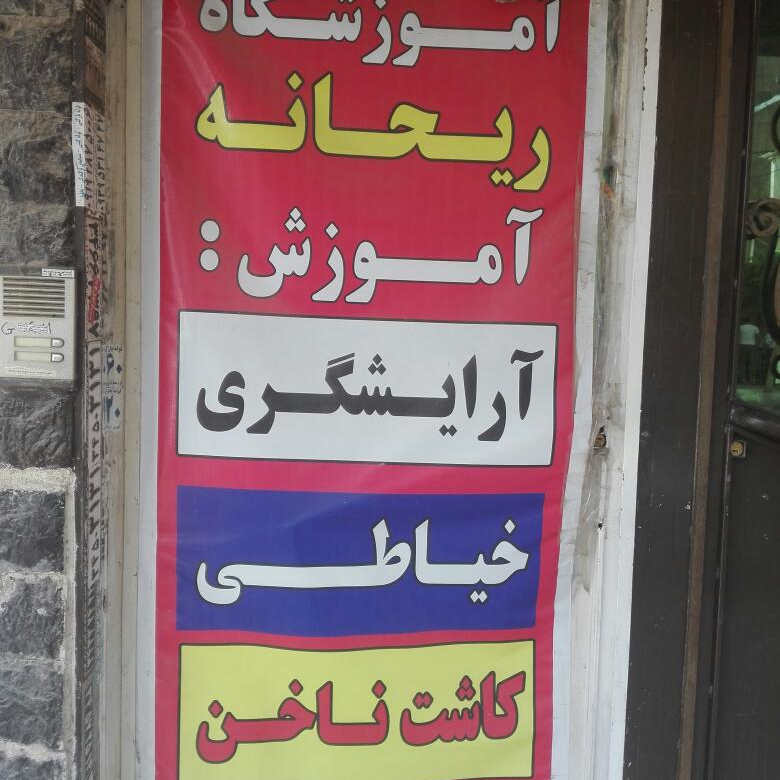 آموزشگاه
ریحانه
آموزش :
آرایشگری
خیاطی
کاشت ناخن